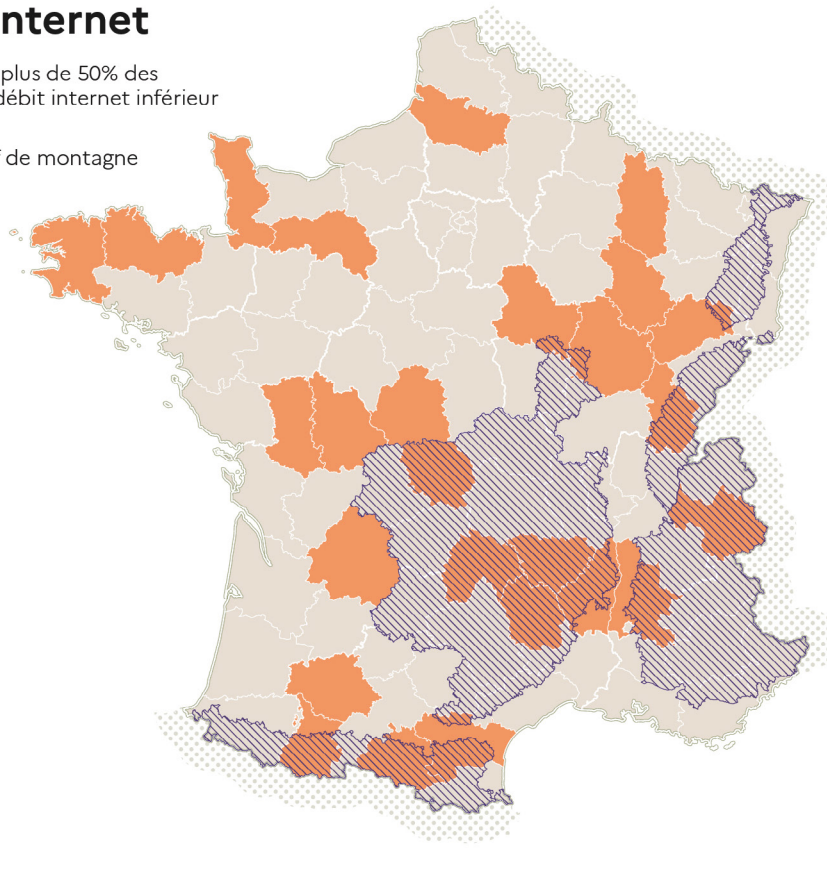 nternet
plus de 50% des
débit internet inférieur
de montagne